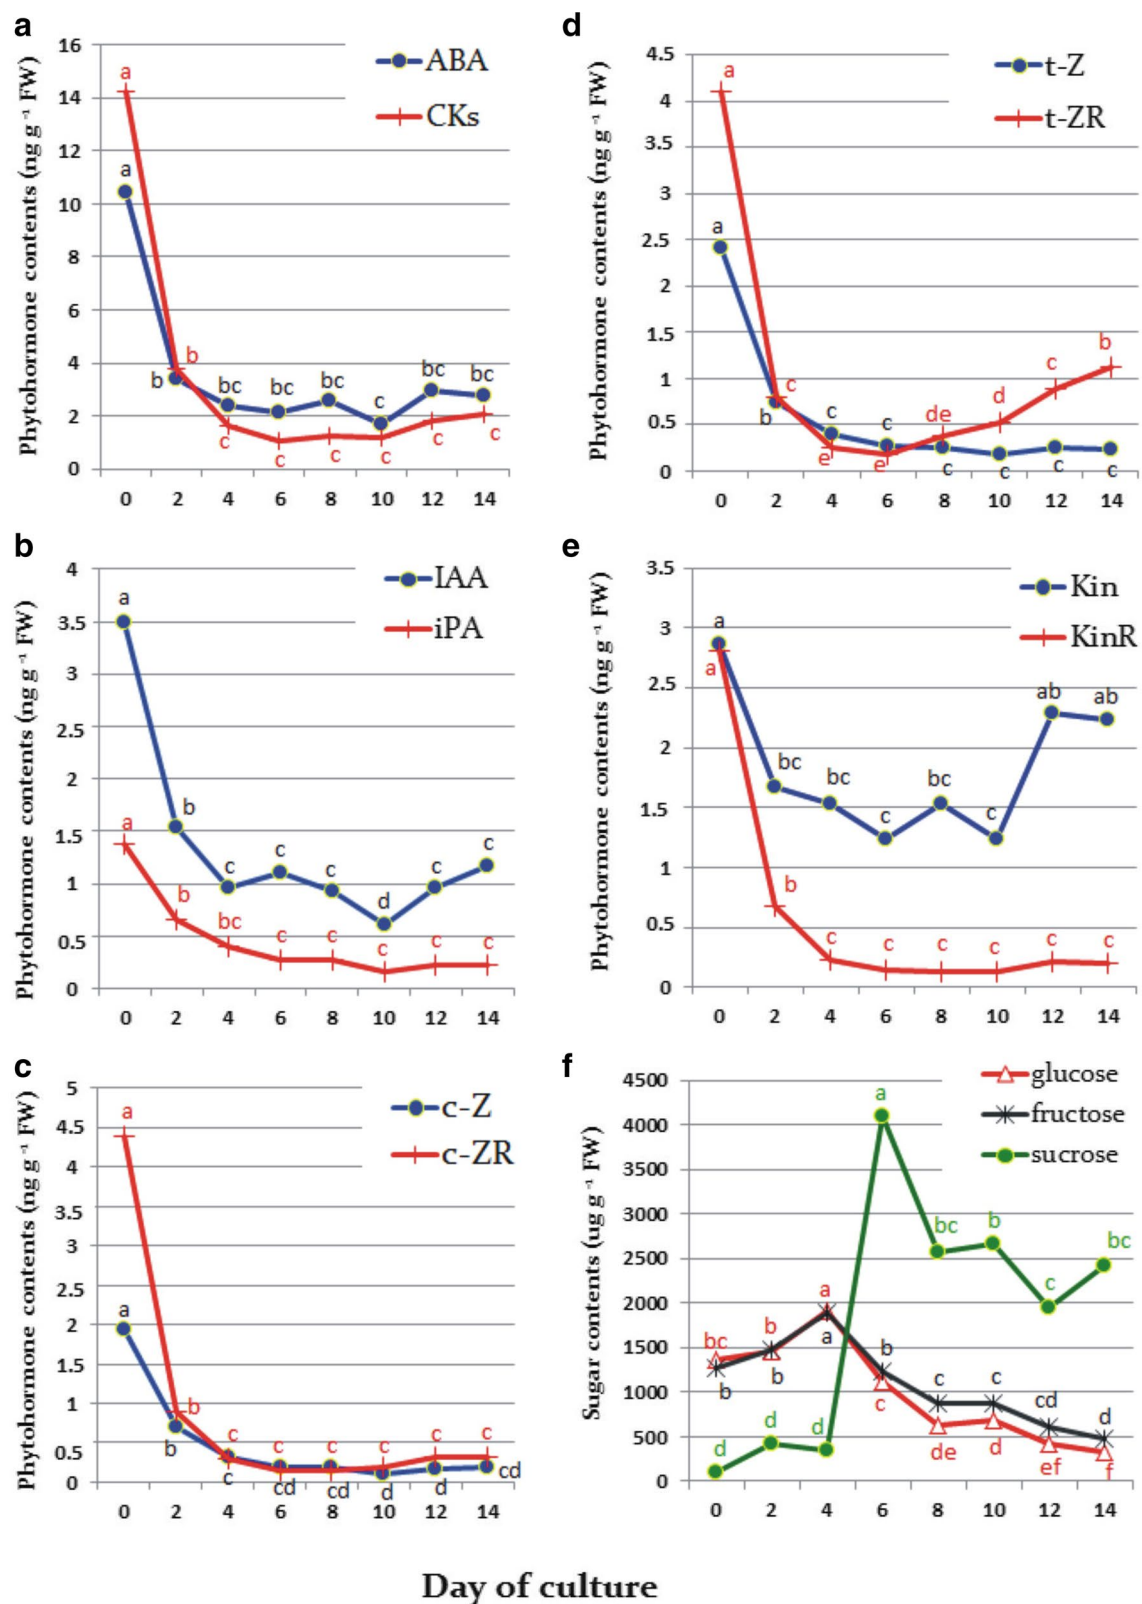 a
Phytohormone contents (ng g⁻¹ FW)
16
14
12
10
8
6
4
2
0
ABA
CKs
a
a
b
b
bc
bc
bc
c
bc
bc
c
c
c
c
c
c
0 2 4 6 8 10 12 14
d
Phytohormone contents (ng g⁻¹ FW)
4.5
4
3.5
3
2.5
2
1.5
1
0.5
0
t-Z
t-ZR
a
a
c
b
c
c
de
d
c
b
e
e
c
c
c
c
0 2 4 6 8 10 12 14
b
Phytohormone contents (ng g⁻¹ FW)
4
3.5
3
2.5
2
1.5
1
0.5
0
IAA
iPA
a
b
c
c
c
d
c
c
a
b
bc
c
c
c
c
c
0 2 4 6 8 10 12 14
e
Phytohormone contents (ng g⁻¹ FW)
3.5
3
2.5
2
1.5
1
0.5
0
Kin
KinR
a
a
bc
bc
c
bc
c
ab
ab
b
c
c
c
c
c
c
0 2 4 6 8 10 12 14
c
Phytohormone contents (ng g⁻¹ FW)
5
4.5
4
3.5
3
2.5
2
1.5
1
0.5
0
c-Z
c-ZR
a
a
b
b
c
c
c
c
c
c
c
cd
cd
d
d
cd
0 2 4 6 8 10 12 14
f
Sugar contents (ug g⁻¹ FW)
4500
4000
3500
3000
2500
2000
1500
1000
500
0
glucose
fructose
sucrose
a
bc
b
bc
c
a
bc
b
a
b
b
b
c
c
c
cd
d
d
d
d
de
d
ef
f
0 2 4 6 8 10 12 14
Day of culture